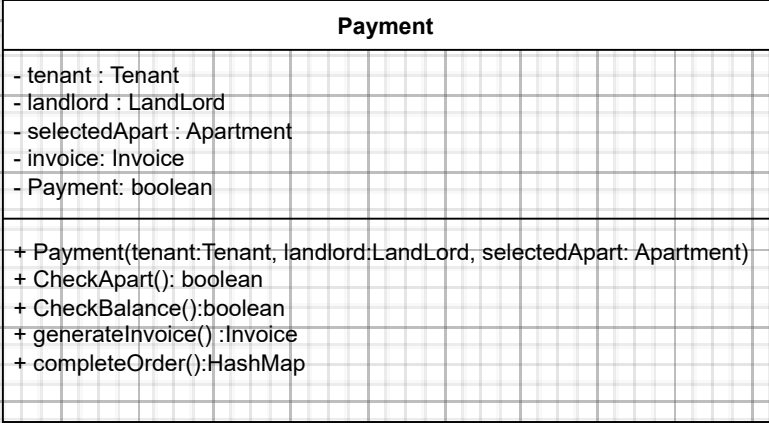 Payment
- tenant : Tenant
- landlord : LandLord
- selectedApart : Apartment
- invoice: Invoice
- Payment: boolean
+ Payment(tenant:Tenant, landlord:LandLord, selectedApart: Apartment)
+ CheckApart(): boolean
+ CheckBalance():boolean
+ generateInvoice() :Invoice
+ completeOrder():HashMap